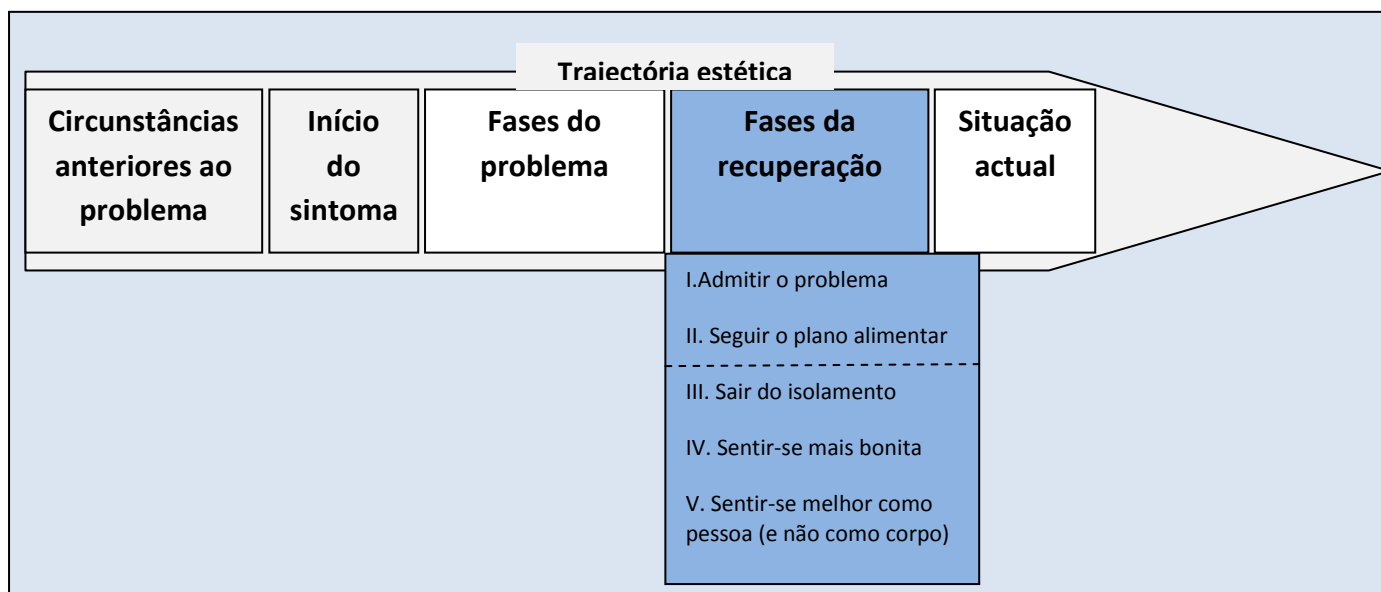 Trajectória estética
Circunstâncias
anteriores ao
problema
Início
do
sintoma
Fases do
problema
Fases da
recuperação
Situação
actual
I.Admitir o problema
II. Seguir o plano alimentar
III. Sair do isolamento
IV. Sentir-se mais bonita
V. Sentir-se melhor como
pessoa (e não como corpo)